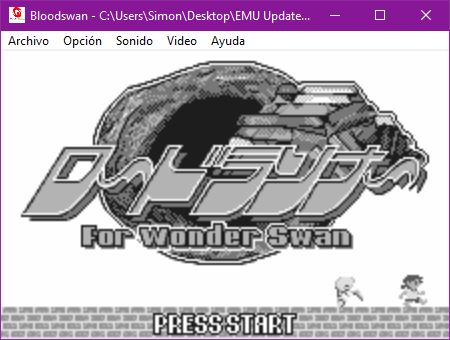 Bloodswan - C:\Users\Simon\Desktop\EMU Update...
Archivo Opción Sonido Video Ayuda
ロードランナー
For Wonder Swan
PRESS START